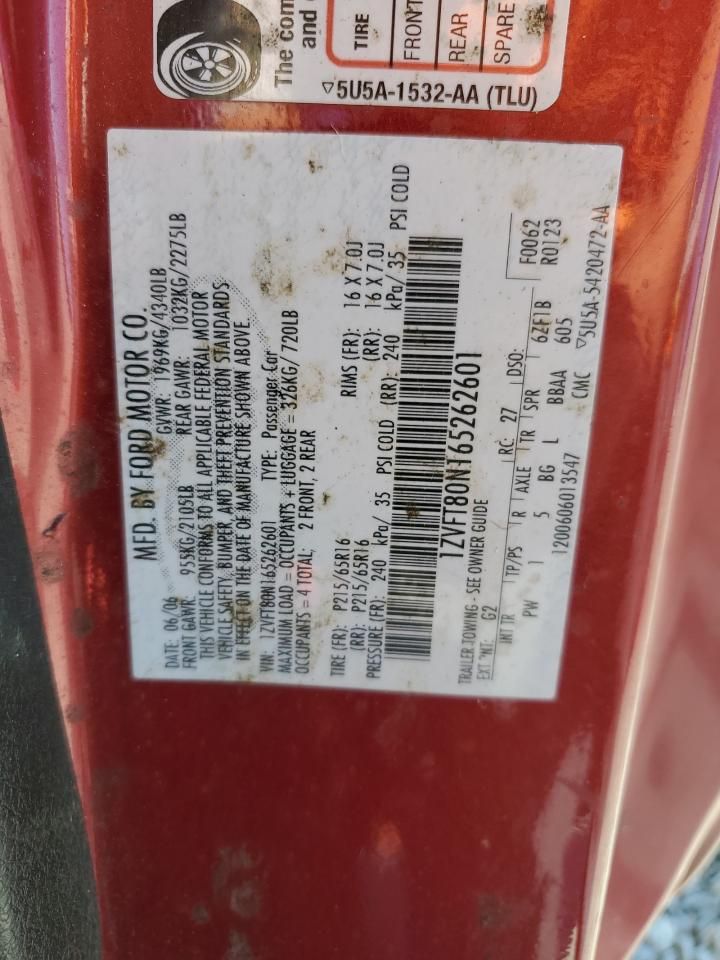 MFD. BY FORD MOTOR CO.
DATE: 06/06 GVWR: 1969KG/4340LB
FRONT GAWR: 955KG/2105LB REAR GAWR: 1032KG/2275LB
THIS VEHICLE CONFORMS TO ALL APPLICABLE FEDERAL MOTOR
VEHICLE SAFETY, BUMPER, AND THEFT PREVENTION STANDARDS
IN EFFECT ON THE DATE OF MANUFACTURE SHOWN ABOVE.
VIN: 1ZVFT80N165262601 TYPE: Passenger Car
MAXIMUM LOAD = OCCUPANTS + LUGGAGE = 326KG/ 720LB
OCCUPANTS = 4 TOTAL; 2 FRONT, 2 REAR
TIRE (FR): P215/65R16 RIMS (FR): 16 X 7.0J
(RR): P215/65R16 (RR): 16 X 7.0J
PRESSURE (FR): 240 kPa/ 35 PSI COLD (RR): 240 kPa/ 35 PSI COLD
1ZVFT80N165262601
TRAILER TOWING - SEE OWNER GUIDE
EXT PNT: G2 RC: 27 DSO: F0062
INT TR TP/PS R AXLE TR SPR 6ZF1B R0123
PW 1 5 BG L BBAA 605
1200606013547 CMC ▽5U5A-5420472-AA
The com
and c
TIRE
FRONT
REAR
SPARE
▽5U5A-1532-AA (TLU)